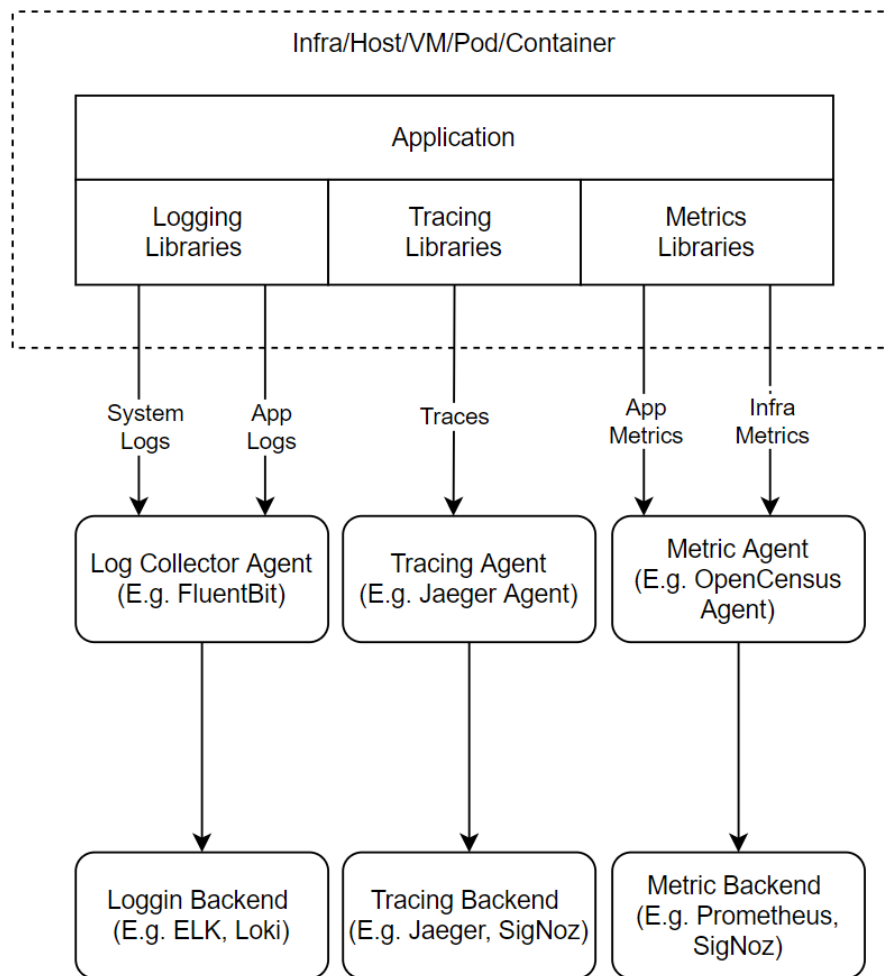 Infra/Host/VM/Pod/Container
Application
Logging
Libraries
Tracing
Libraries
Metrics
Libraries
System
Logs
App
Logs
Traces
App
Metrics
Infra
Metrics
Log Collector Agent
(E.g. FluentBit)
Tracing Agent
(E.g. Jaeger Agent)
Metric Agent
(E.g. OpenCensus
Agent)
Loggin Backend
(E.g. ELK, Loki)
Tracing Backend
(E.g. Jaeger, SigNoz)
Metric Backend
(E.g. Prometheus,
SigNoz)